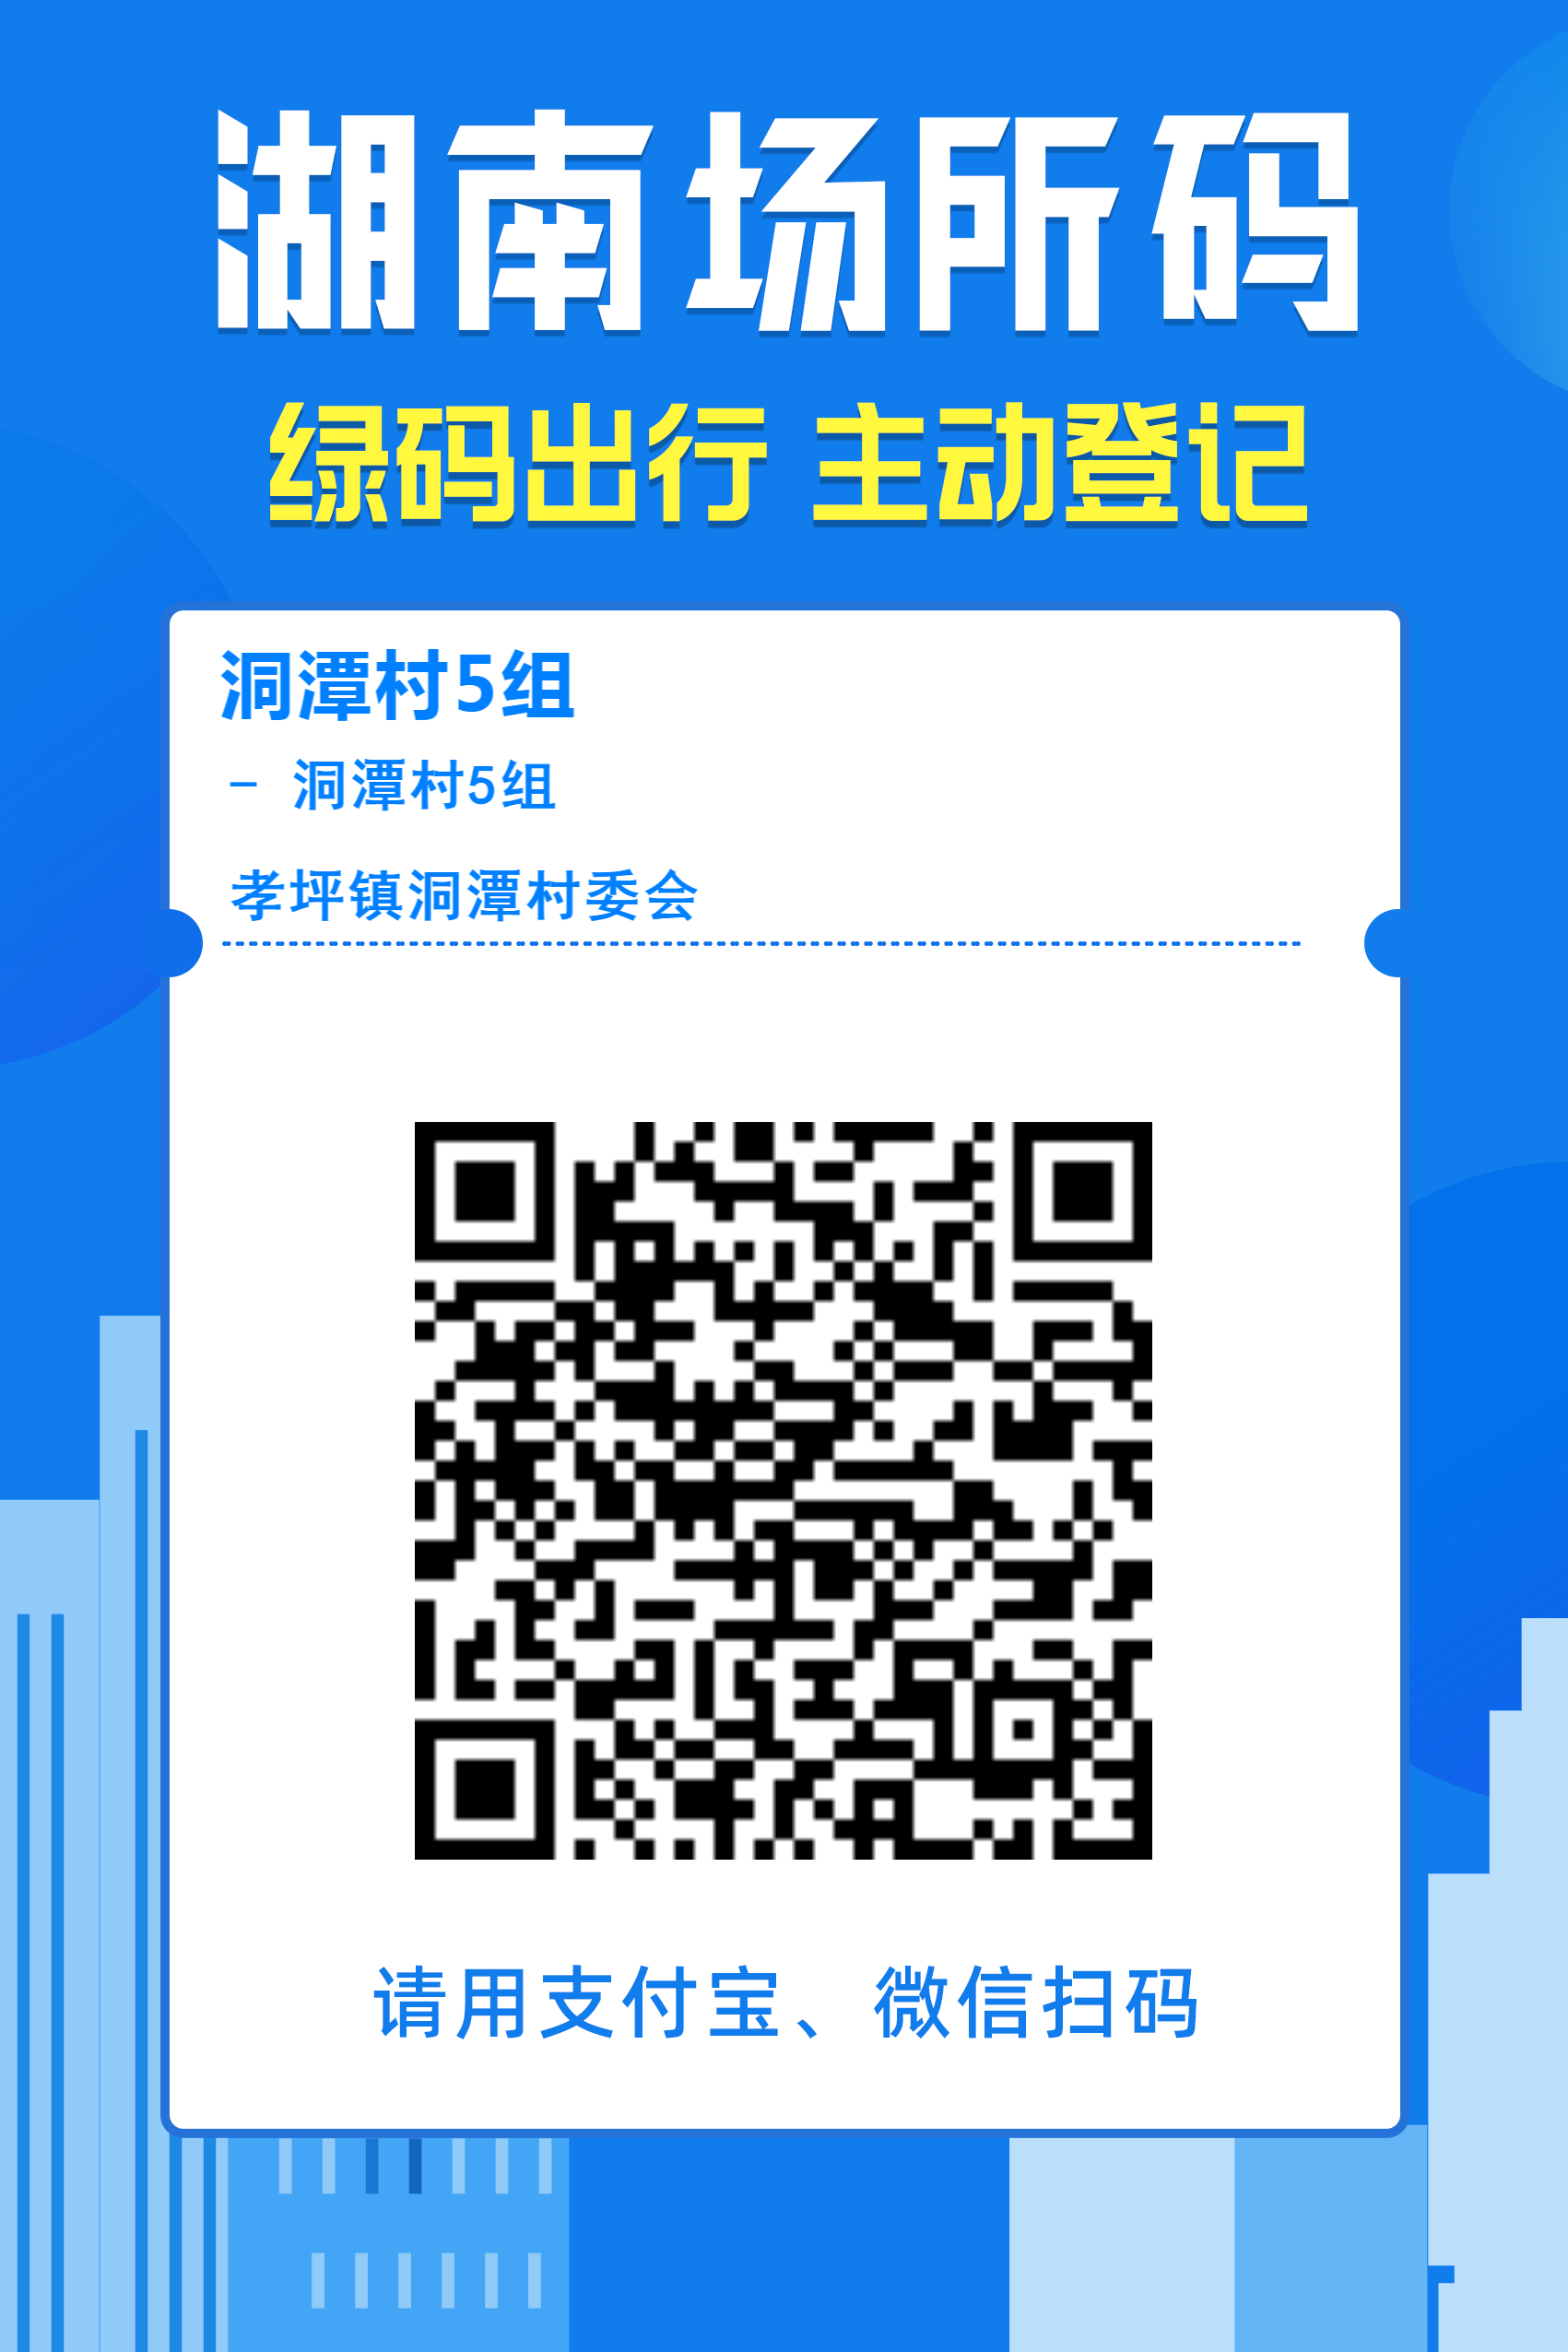 湖南场所码
绿码出行 主动登记
洞潭村5组
- 洞潭村5组
孝坪镇洞潭村委会
请用支付宝、微信扫码